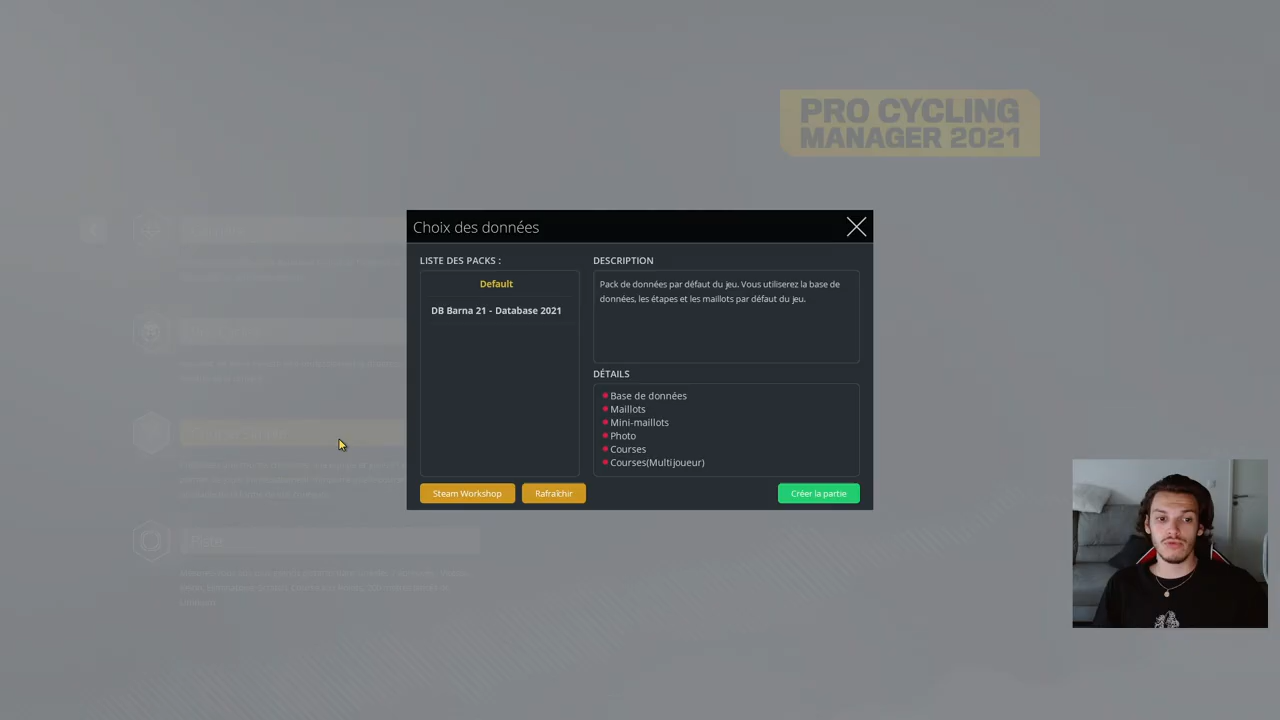 PRO CYCLING
MANAGER 2021
Choix des données
LISTE DES PACKS :
Default
DB Barna 21 - Database 2021
DESCRIPTION
Pack de données par défaut du jeu. Vous utiliserez la base de
données, les étapes et les maillots par défaut du jeu.
DÉTAILS
Base de données
Maillots
Mini-maillots
Photo
Courses
Courses(Multijoueur)
Steam Workshop
Rafraîchir
Créer la partie
Piste